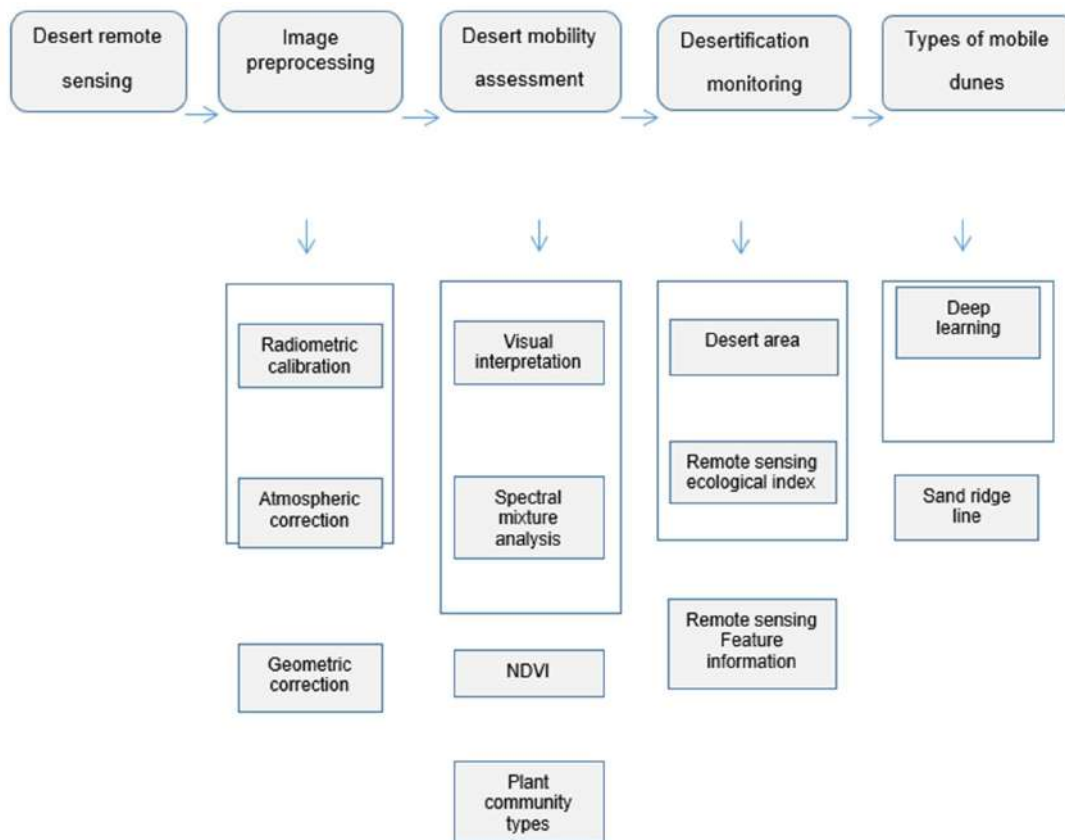 Desert remote
sensing
Image
preprocessing
Desert mobility
assessment
Desertification
monitoring
Types of mobile
dunes
Radiometric
calibration
Atmospheric
correction
Geometric
correction
Visual
interpretation
Spectral
mixture
analysis
NDVI
Plant
community
types
Desert area
Remote sensing
ecological index
Remote sensing
Feature
information
Deep
learning
Sand ridge
line